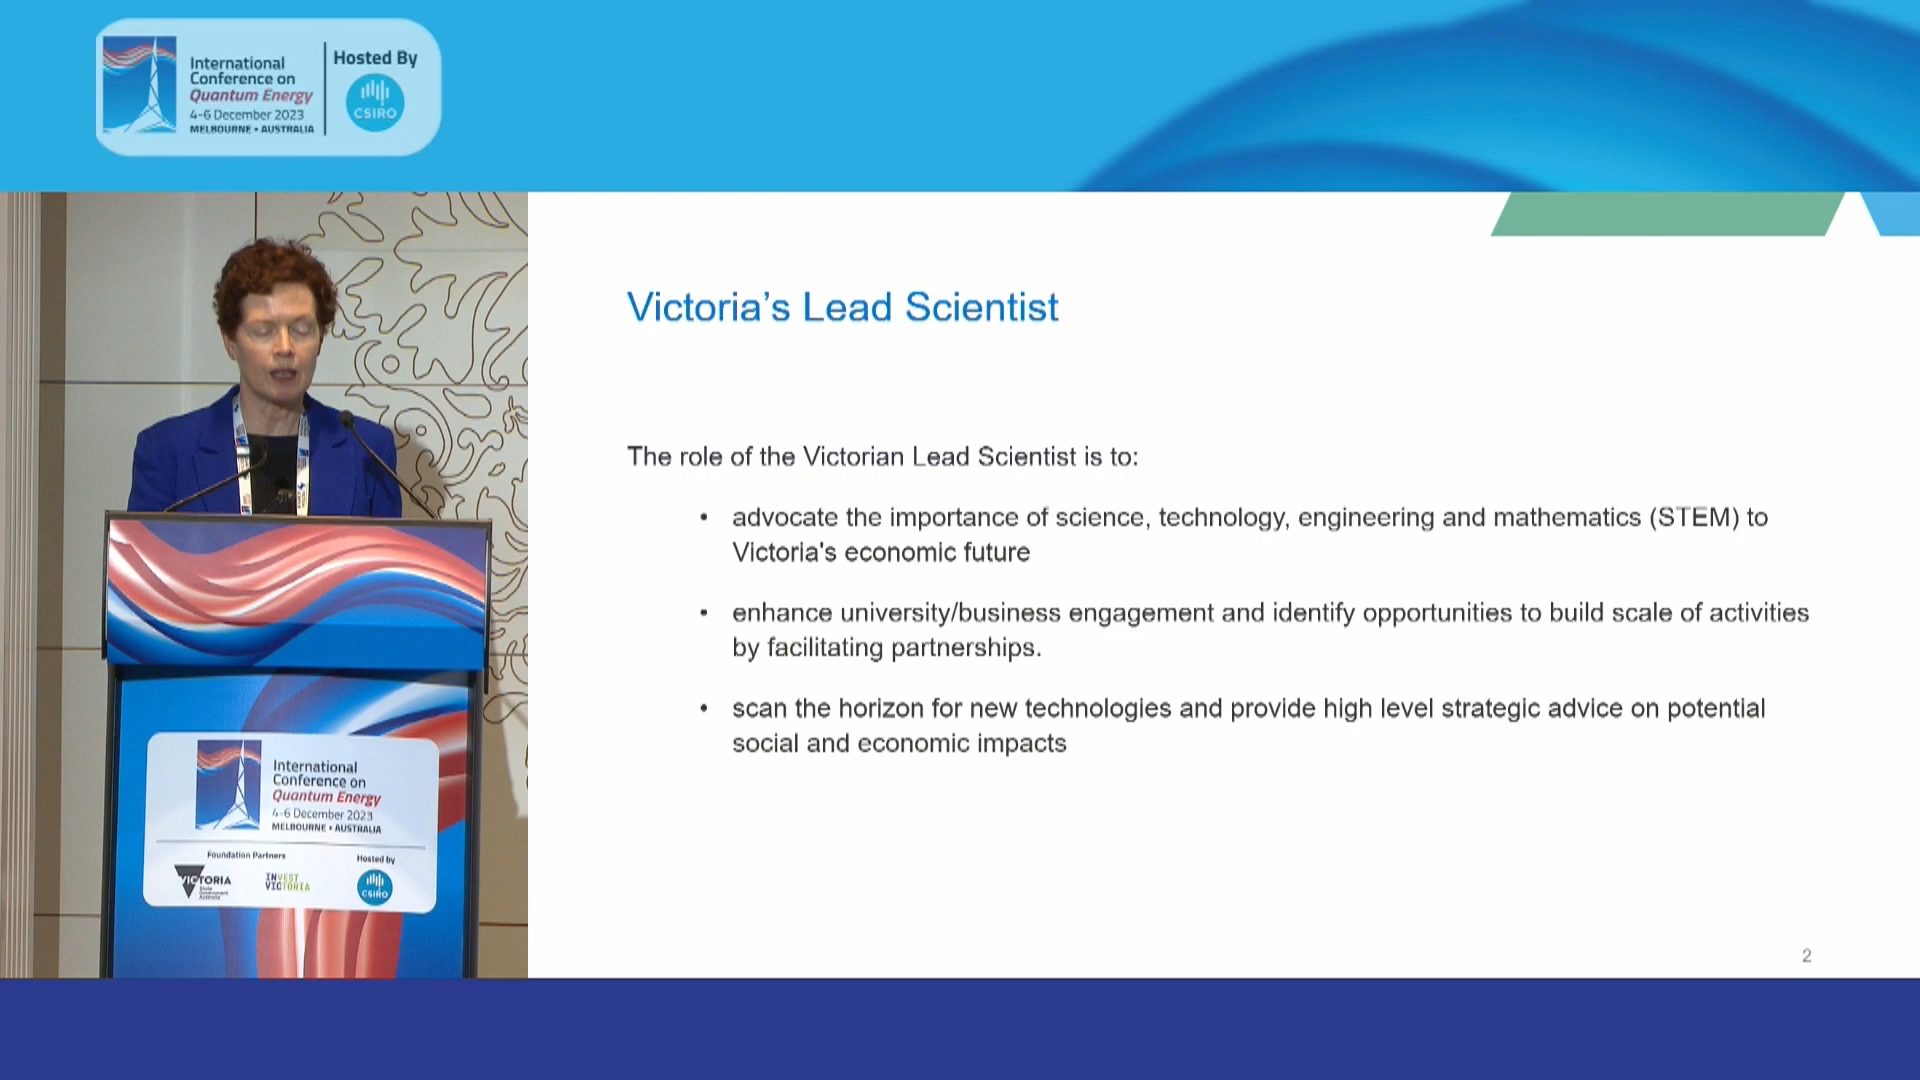 International
Conference on
Quantum Energy
4-6 December 2023
MELBOURNE • AUSTRALIA
Hosted By
CSIRO
Victoria’s Lead Scientist
The role of the Victorian Lead Scientist is to:
• advocate the importance of science, technology, engineering and mathematics (STEM) to
Victoria's economic future
• enhance university/business engagement and identify opportunities to build scale of activities
by facilitating partnerships.
• scan the horizon for new technologies and provide high level strategic advice on potential
social and economic impacts
2
International
Conference on
Quantum Energy
4-6 December 2023
MELBOURNE • AUSTRALIA
Foundation Partners
Hosted by
VICTORIA
State
Government
Australia
INVEST
VICTORIA
CSIRO